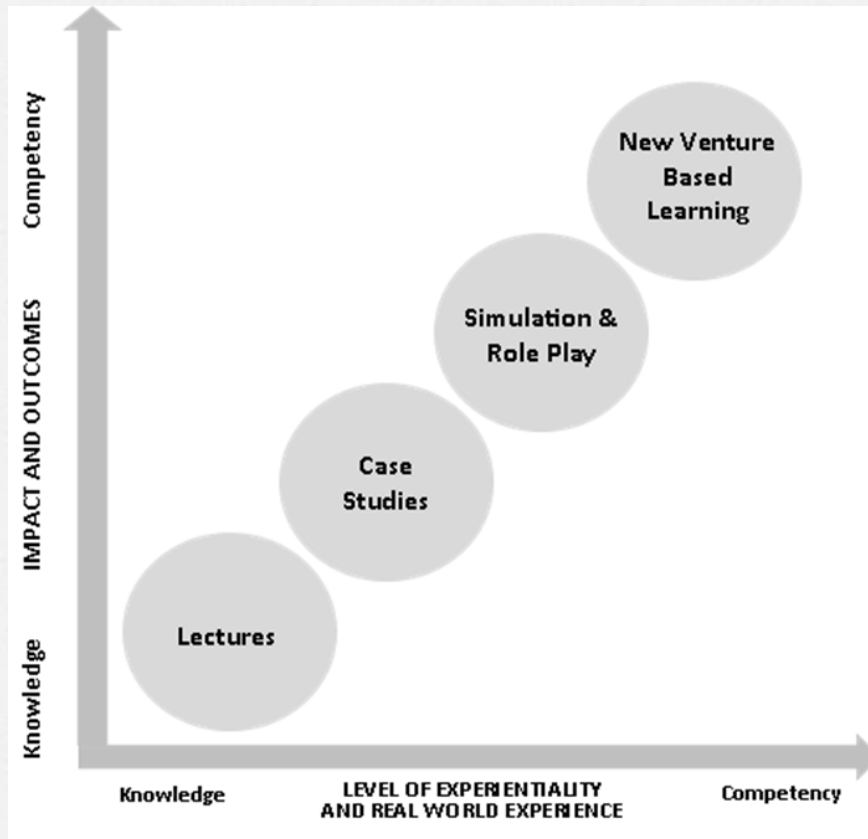 Competency
IMPACT AND OUTCOMES
Knowledge
New Venture
Based
Learning
Simulation &
Role Play
Case
Studies
Lectures
Knowledge
LEVEL OF EXPERIENTIALITY
AND REAL WORLD EXPERIENCE
Competency